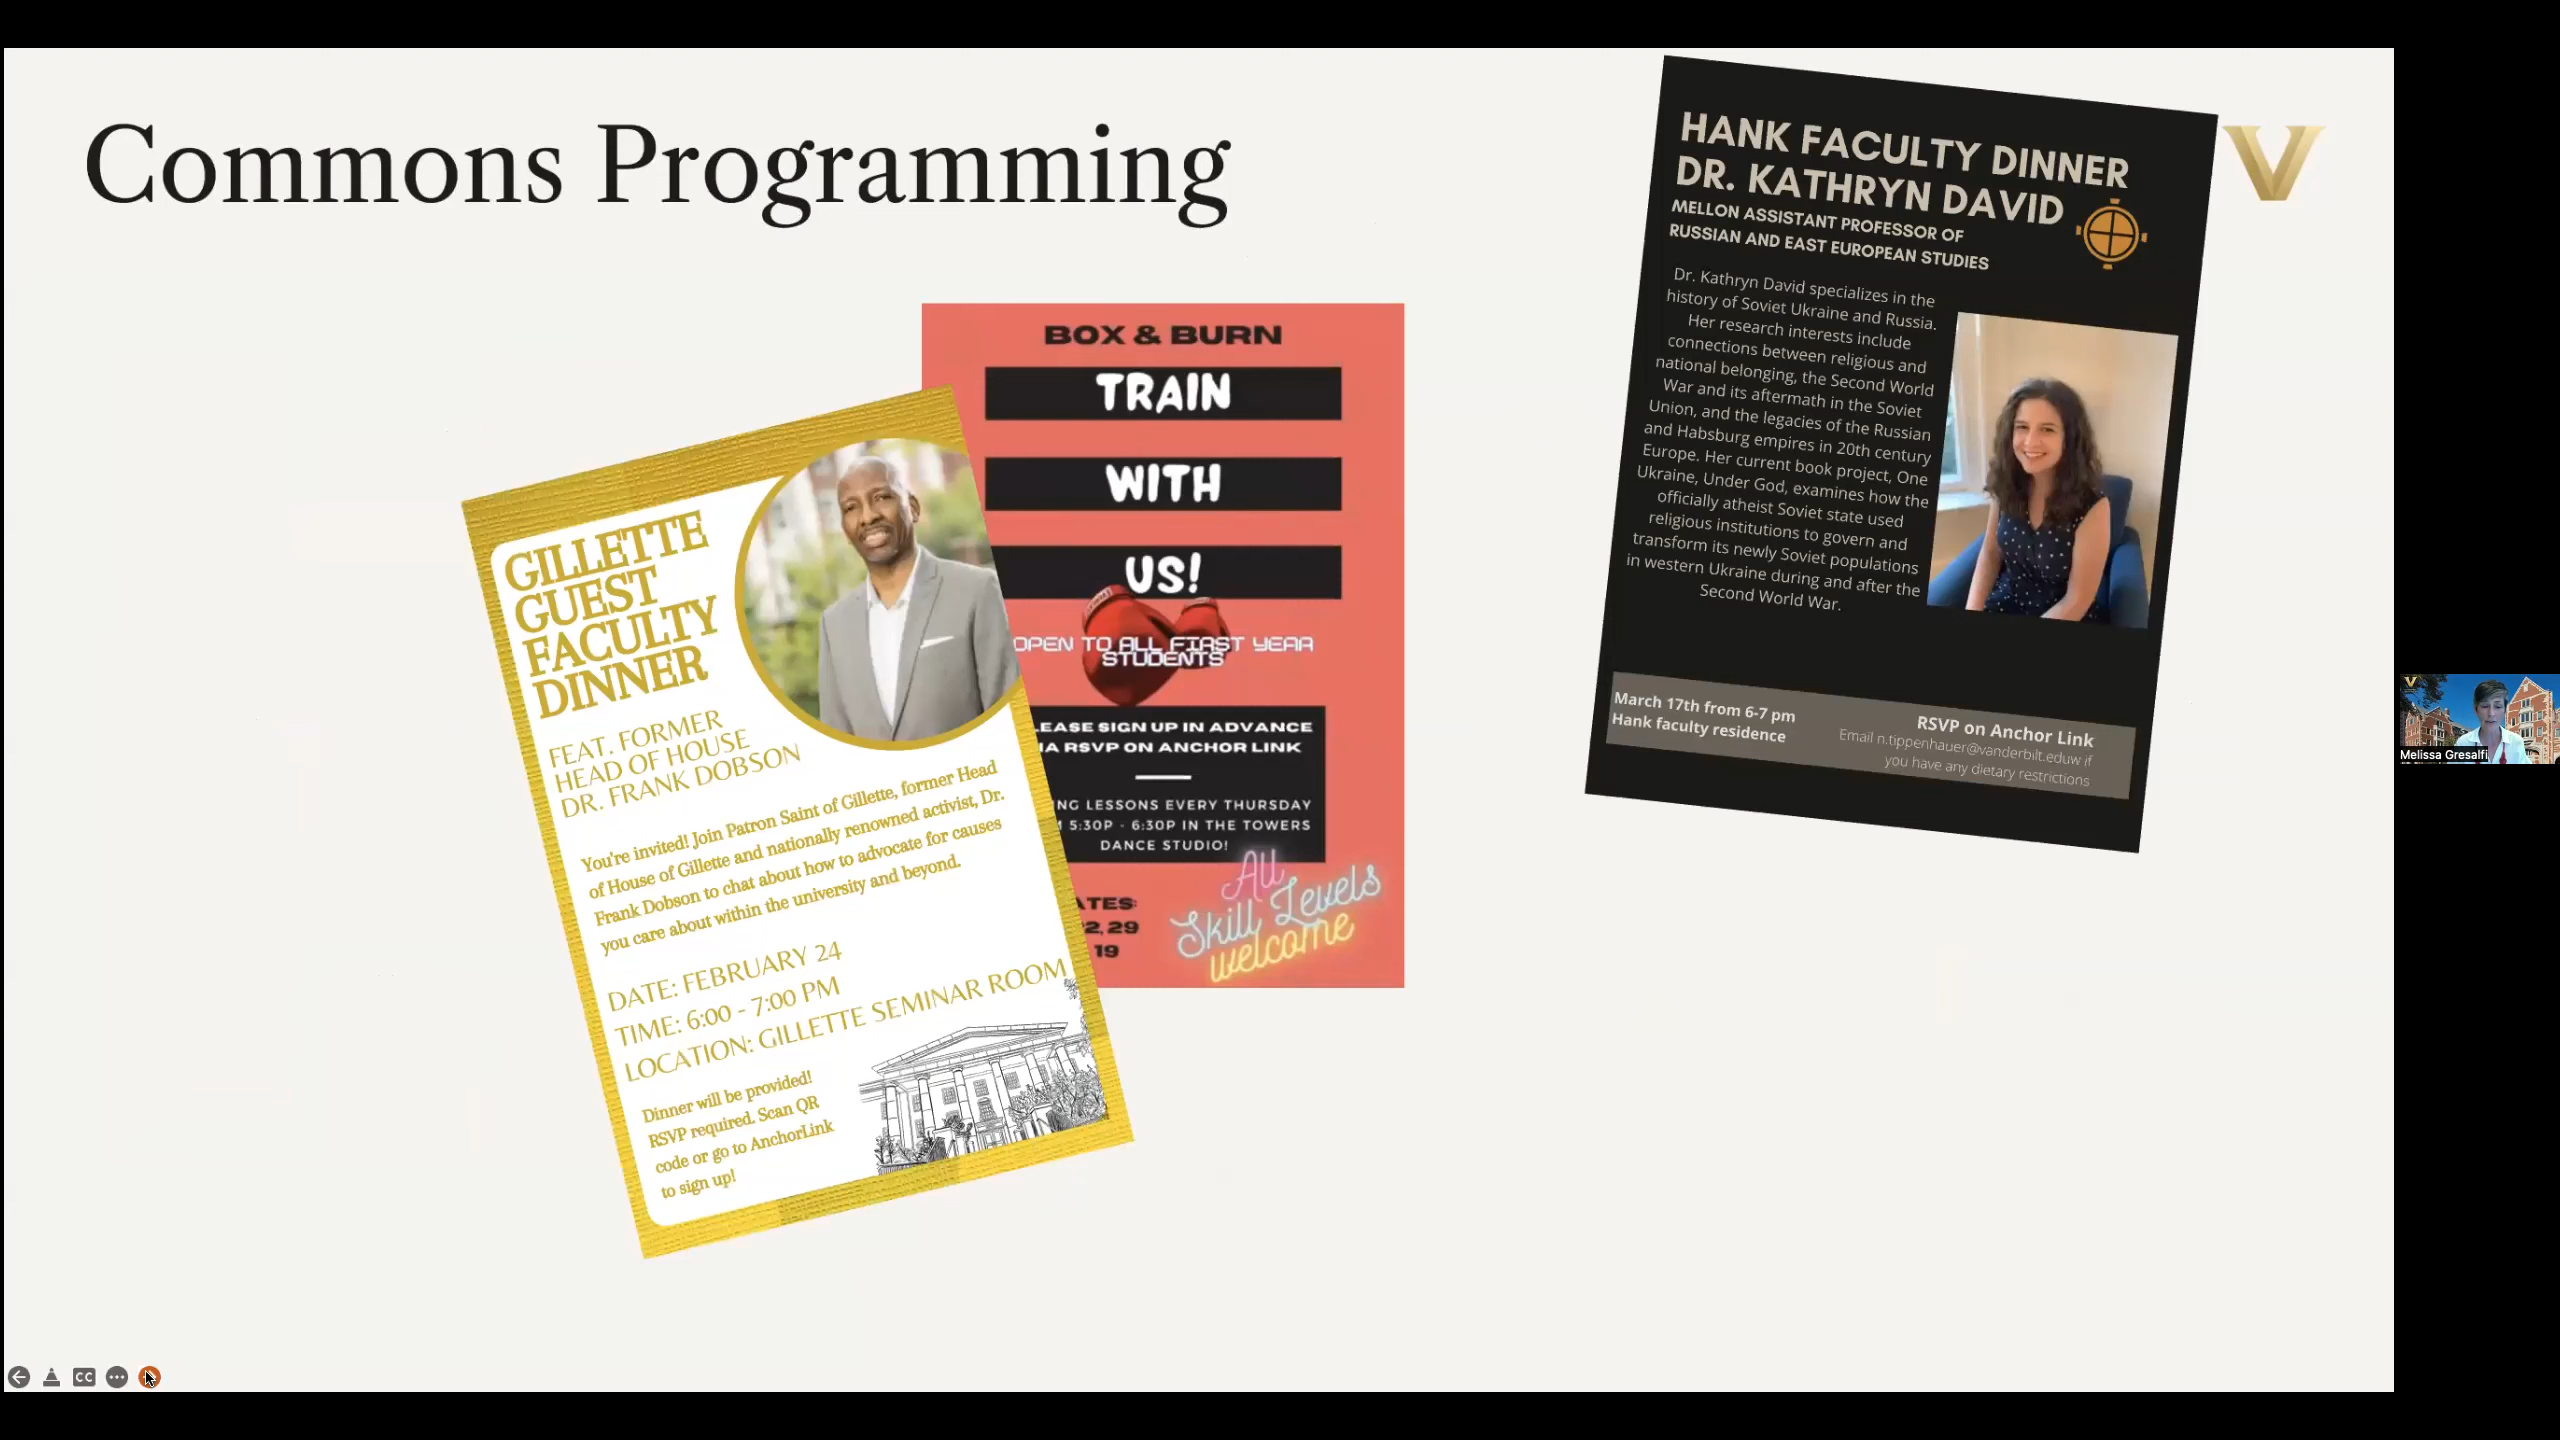 Commons Programming
GILLETTE
GUEST
FACULTY
DINNER
FEAT. FORMER
HEAD OF HOUSE
DR. FRANK DOBSON
You're invited! Join Patron Saint of Gillette, former Head
of House of Gillette and nationally renowned activist, Dr.
Frank Dobson to chat about how to advocate for causes
you care about within the university and beyond.
DATE: FEBRUARY 24
TIME: 6:00 - 7:00 PM
LOCATION: GILLETTE SEMINAR ROOM
Dinner will be provided!
RSVP required. Scan QR
code or go to AnchorLink
to sign up!
BOX & BURN
TRAIN
WITH
US!
OPEN TO ALL FIRST YEAR
STUDENTS
SIGN UP IN ADVANCE
RSVP ON ANCHOR LINK
LESSONS EVERY THURSDAY
5:30P - 6:30P IN THE TOWERS
DANCE STUDIO!
29
19
All
Skill Levels
welcome
HANK FACULTY DINNER
DR. KATHRYN DAVID
MELLON ASSISTANT PROFESSOR OF
RUSSIAN AND EAST EUROPEAN STUDIES
Dr. Kathryn David specializes in the
history of Soviet Ukraine and Russia.
Her research interests include
connections between religious and
national belonging, the Second World
War and its aftermath in the Soviet
Union, and the legacies of the Russian
and Habsburg empires in 20th century
Europe. Her current book project, One
Ukraine, Under God, examines how the
officially atheist Soviet state used
religious institutions to govern and
transform its newly Soviet populations
in western Ukraine during and after the
Second World War.
March 17th from 6-7 pm
Hank faculty residence
RSVP on Anchor Link
Email n.tippenhauer@vanderbilt.eduw if
you have any dietary restrictions
V
Melissa Gresalfi
CC